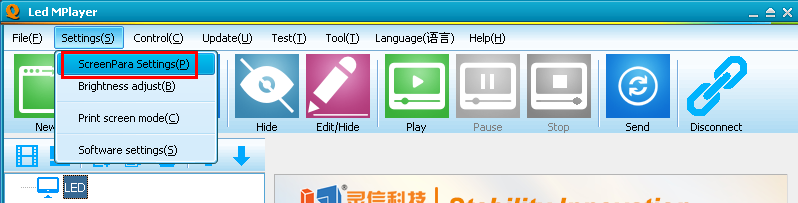 Led MPlayer
File(F) Settings(S) Control(C) Update(U) Test(T) Tool(T) Language(语言) Help(H)
ScreenPara Settings(P)
Brightness adjust(B)
Print screen mode(C)
Software settings(S)
New Hide Edit/Hide Play Pause Stop Send Disconnect
LED
灵信科技 Stability Innovation